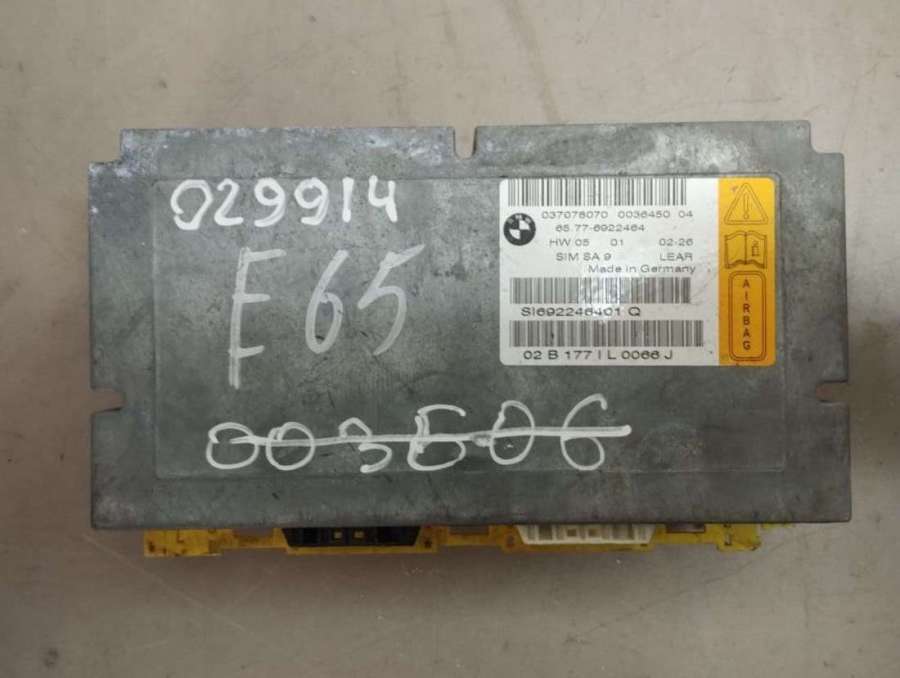 029914
E65
003606
037078070 0036450 04
65.77-6922464
HW 05 01 02-26
SIM SA 9 LEAR
Made in Germany
SI692246401 Q
02 B 177 I L 0066 J
AIRBAG